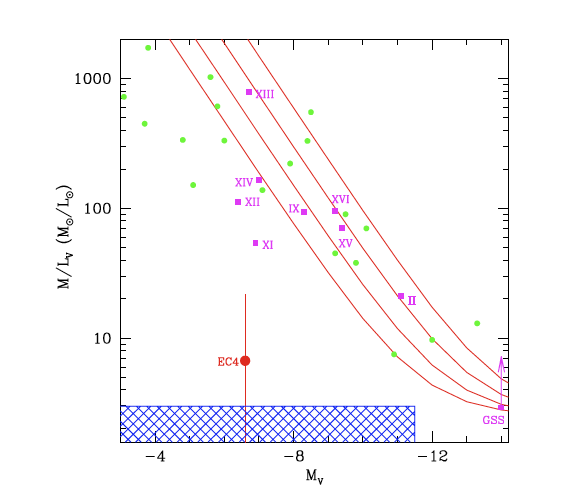 1000
XIII
XIV
XII
IX
XVI
100
XV
XI
M/L_V (M_⊙/L_⊙)
II
10
EC4
GSS
-4
-8
-12
M_V